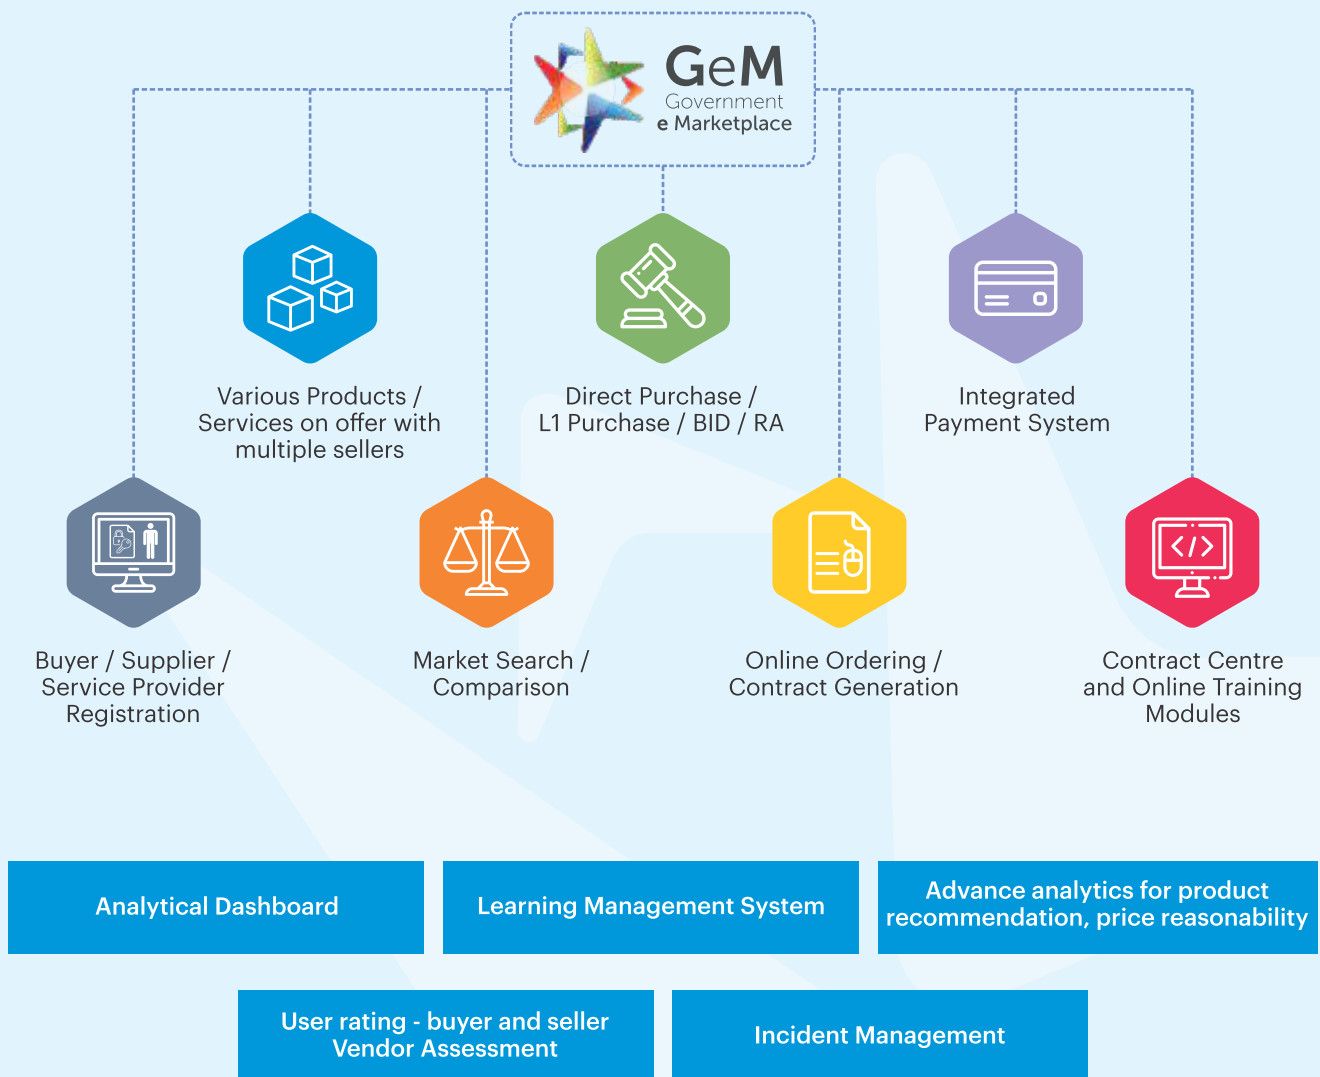 GeM
Government
e Marketplace
Various Products /
Services on offer with
multiple sellers
Direct Purchase /
L1 Purchase / BID / RA
Integrated
Payment System
Buyer / Supplier /
Service Provider
Registration
Market Search /
Comparison
Online Ordering /
Contract Generation
Contract Centre
and Online Training
Modules
Analytical Dashboard
Learning Management System
Advance analytics for product
recommendation, price reasonability
User rating - buyer and seller
Vendor Assessment
Incident Management